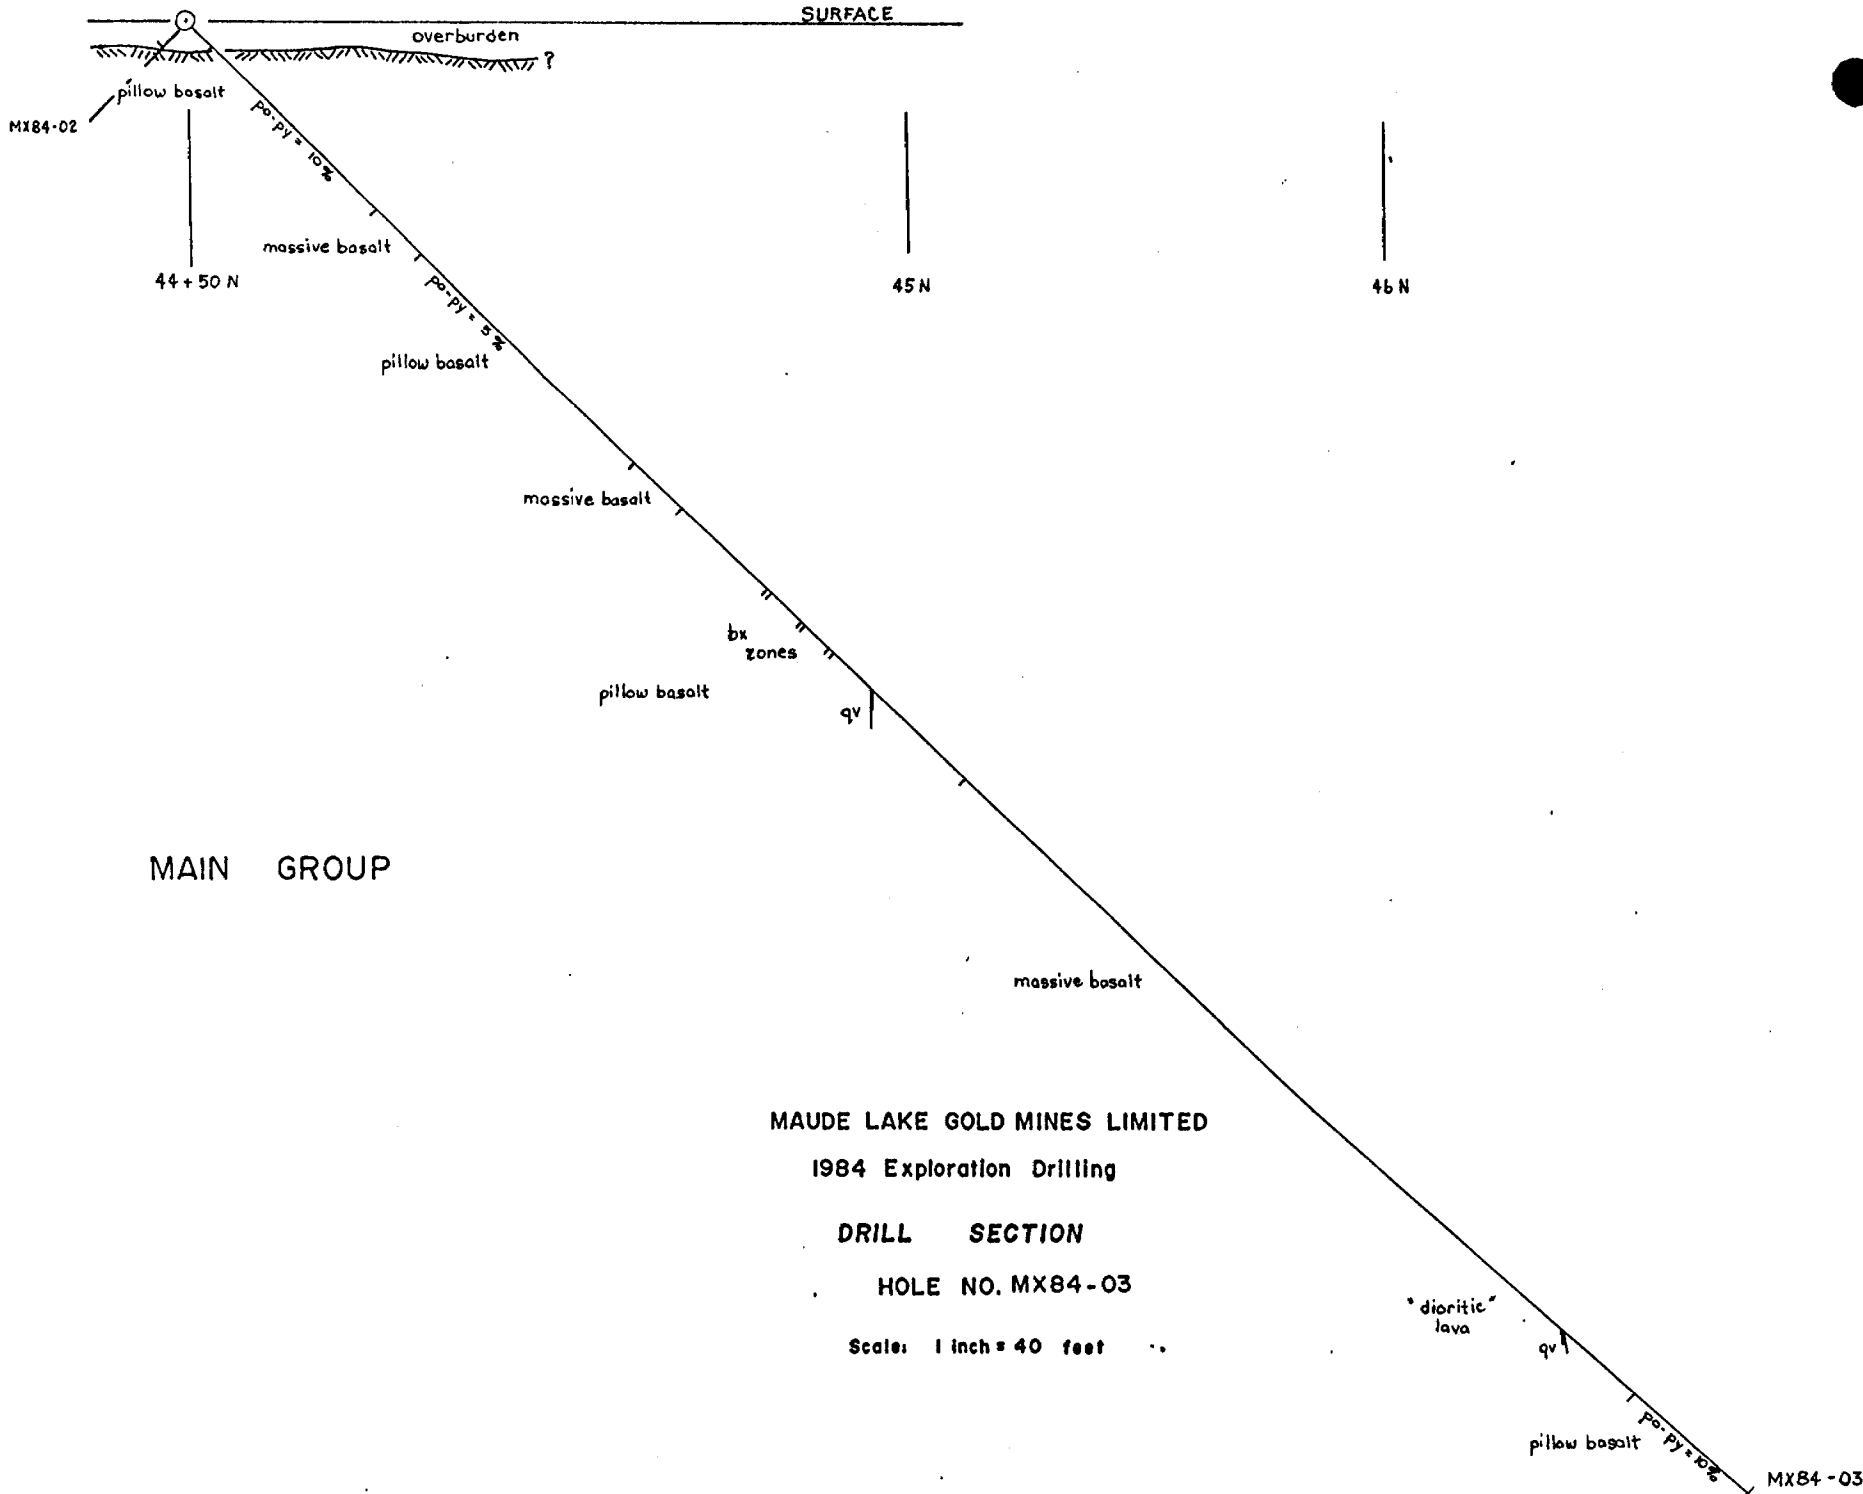 SURFACE
overburden
?
pillow basalt
MX84-02
po-py = 10%
massive basalt
44+50 N
45N
46N
po-py = 5%
pillow basalt
massive basalt
bx
zones
pillow basalt
qv
MAIN GROUP
massive basalt
MAUDE LAKE GOLD MINES LIMITED
1984 Exploration Drilling
DRILL SECTION
HOLE NO. MX84-03
Scale: 1 inch = 40 feet
"dioritic"
lava
qv
po-py = 10%
pillow basalt
MX84-03